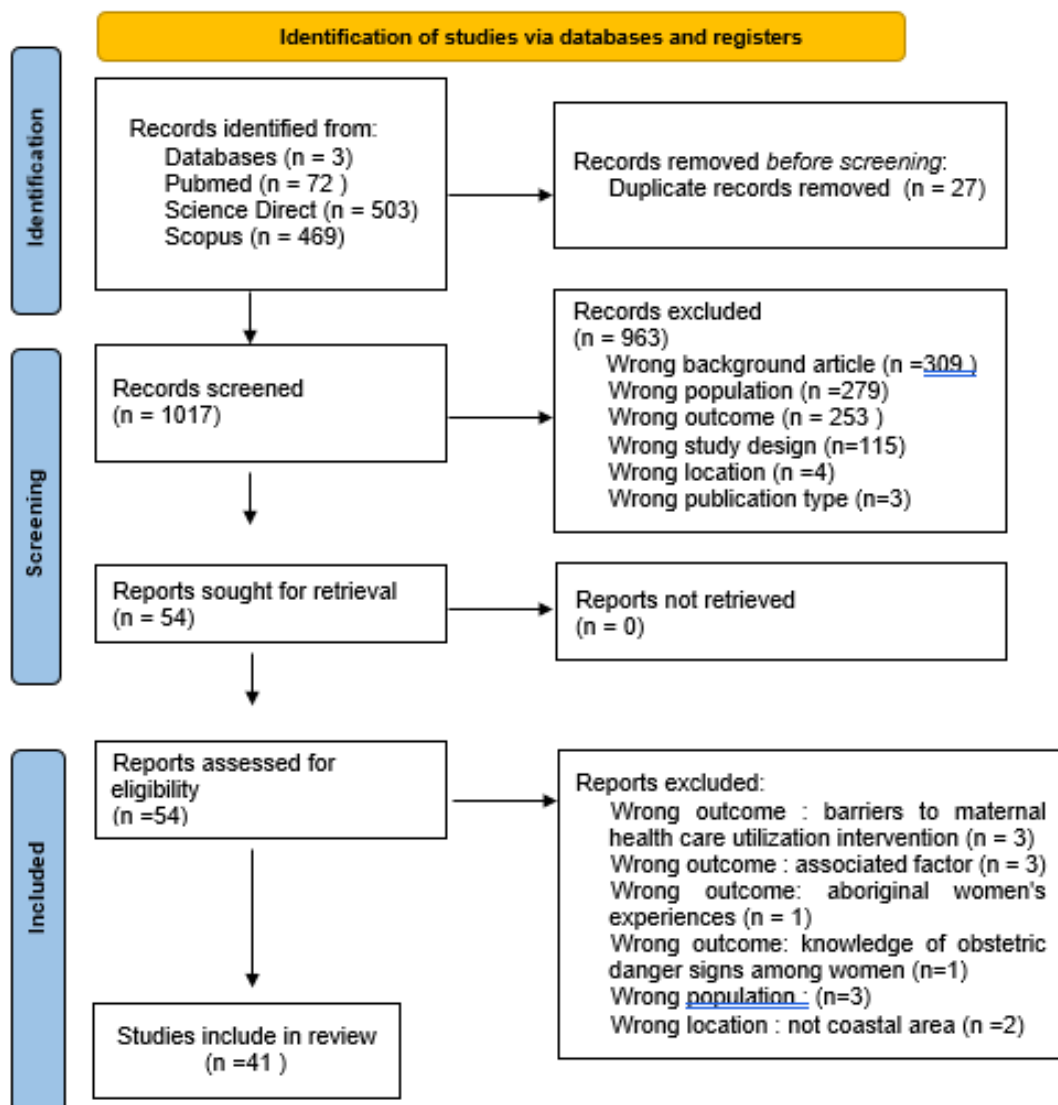 Identification of studies via databases and registers
Identification
Records identified from:
Databases (n = 3)
Pubmed (n = 72 )
Science Direct (n = 503)
Scopus (n = 469)
Records removed before screening:
Duplicate records removed (n = 27)
Screening
Records screened
(n = 1017)
Records excluded
(n = 963)
Wrong background article (n =309 )
Wrong population (n =279)
Wrong outcome (n = 253 )
Wrong study design (n=115)
Wrong location (n =4)
Wrong publication type (n=3)
Reports sought for retrieval
(n = 54)
Reports not retrieved
(n = 0)
Included
Reports assessed for
eligibility
(n =54)
Reports excluded:
Wrong outcome : barriers to maternal
health care utilization intervention (n = 3)
Wrong outcome : associated factor (n = 3)
Wrong outcome: aboriginal women's
experiences (n = 1)
Wrong outcome: knowledge of obstetric
danger signs among women (n=1)
Wrong population : (n=3)
Wrong location : not coastal area (n =2)
Studies include in review
(n =41 )